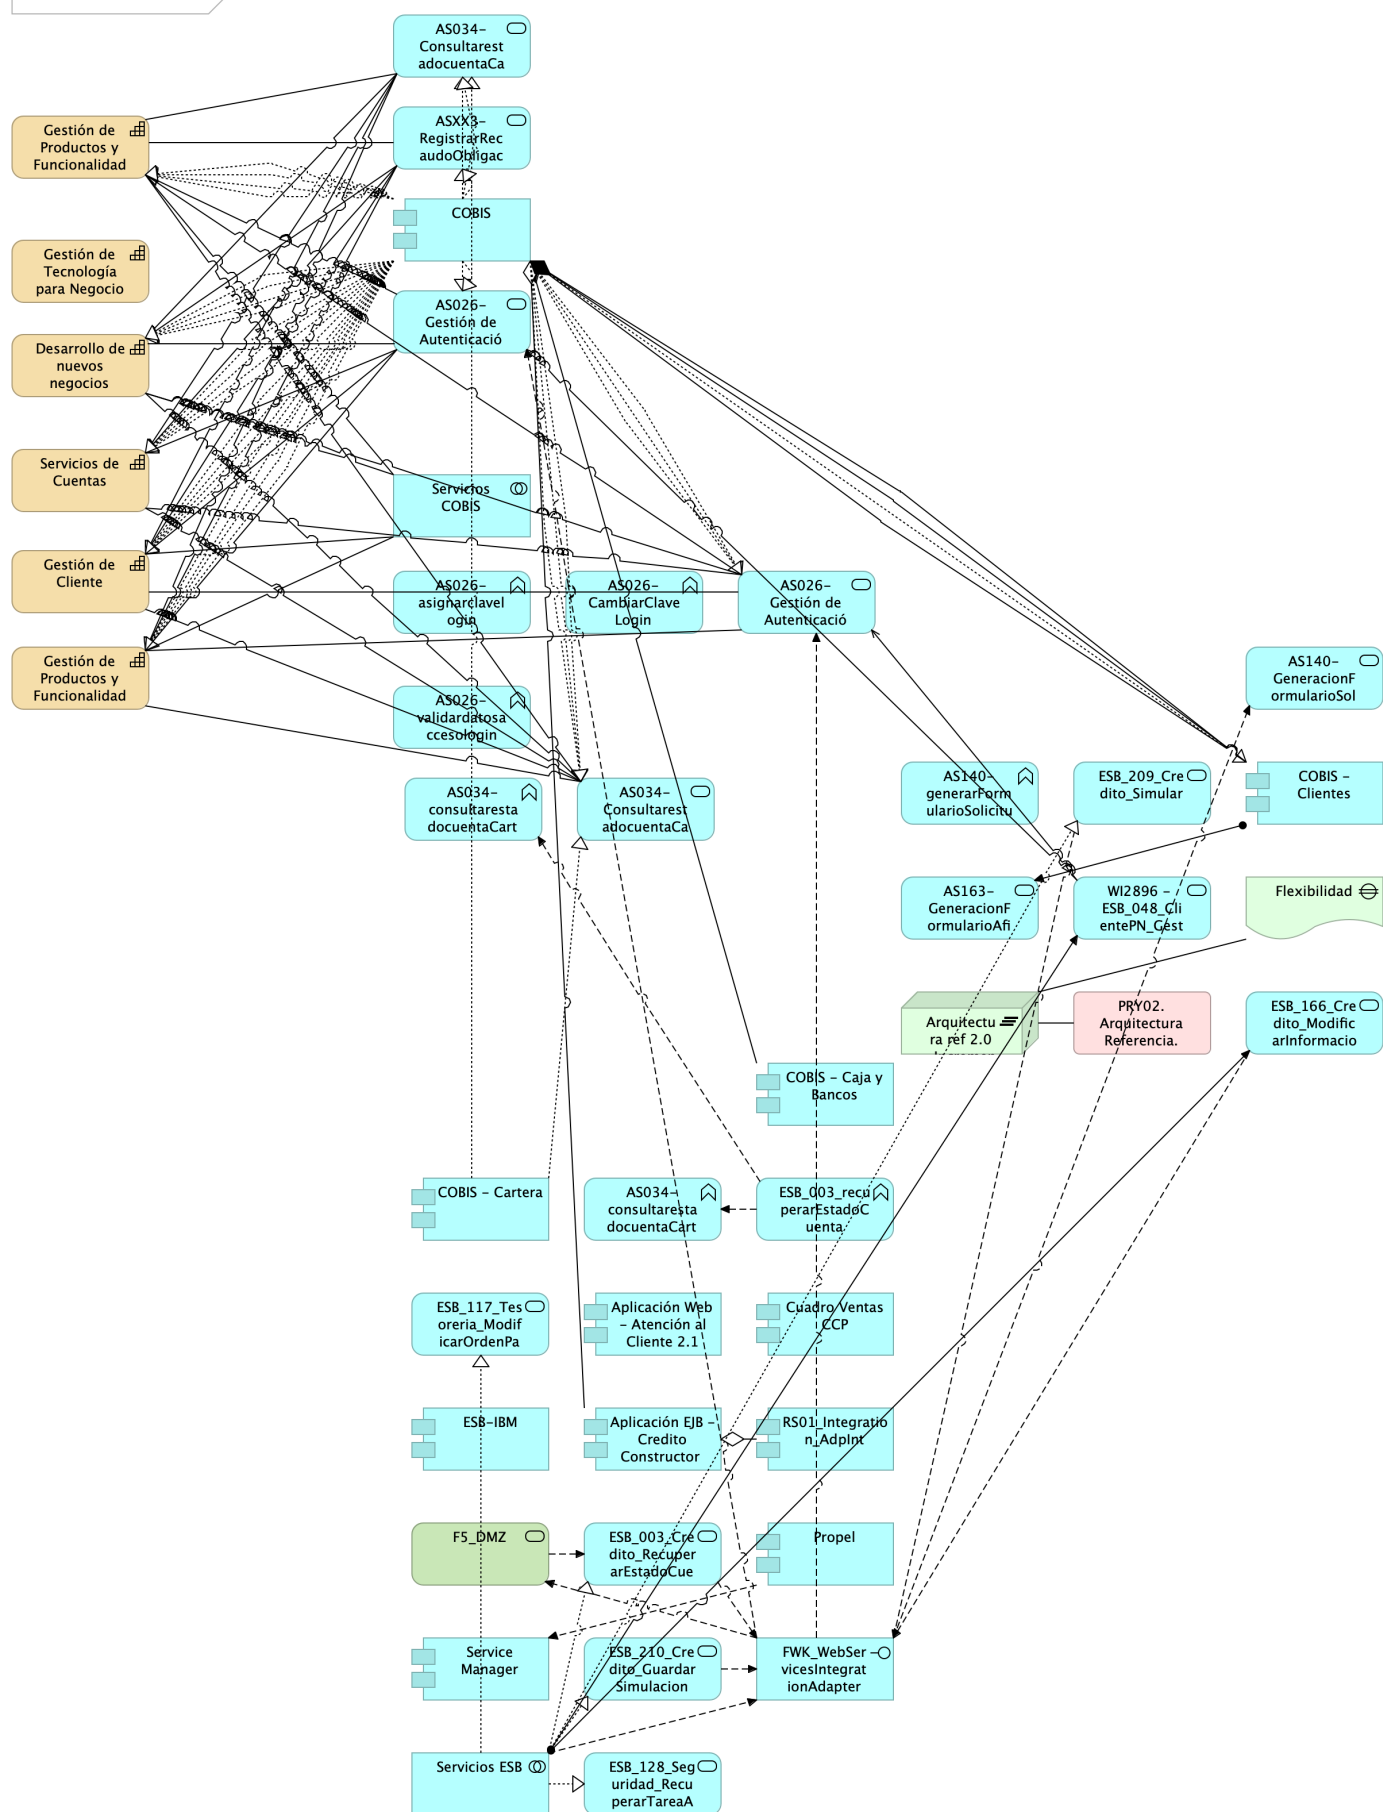 AS034-
Consultarest
adocuentaCa
Gestión de
Productos y
Funcionalidad
ASXX3-
RegistrarRec
audoObligac
COBIS
Gestión de
Tecnología
para Negocio
AS026-
Gestión de
Autenticació
Desarrollo de
nuevos
negocios
Servicios de
Cuentas
Servicios
COBIS
Gestión de
Cliente
AS026-
asignarclavel
ogin
AS026-
CambiarClave
Login
AS026-
Gestión de
Autenticació
Gestión de
Productos y
Funcionalidad
AS140-
GeneracionF
ormularioSol
AS026-
validardatosa
ccesologin
AS034-
consultaresta
docuentaCart
AS034-
Consultarest
adocuentaCa
AS140-
generarForm
ularioSolicitu
ESB_209_Cre
dito_Simular
COBIS -
Clientes
AS163-
GeneracionF
ormularioAfi
WI2896 -
ESB_048_Cli
entePN_Gest
Flexibilidad
Arquitectu
ra ref 2.0
PRY02.
Arquitectura
Referencia.
ESB_166_Cre
dito_Modific
arInformacio
COBIS - Caja y
Bancos
COBIS - Cartera
AS034-
consultaresta
docuentaCart
ESB_003_recu
perarEstadoC
uenta
ESB_117_Tes
oreria_Modif
icarOrdenPa
Aplicación Web
- Atención al
Cliente 2.1
Cuadro Ventas
CCP
ESB-IBM
Aplicación EJB -
Credito
Constructor
RS01_Integratio
n_AdpInt
F5_DMZ
ESB_003_Cre
dito_Recuper
arEstadoCue
Propel
Service
Manager
ESB_210_Cre
dito_Guardar
Simulacion
FWK_WebSer
vicesIntegrat
ionAdapter
Servicios ESB
ESB_128_Seg
uridad_Recu
perarTareaA